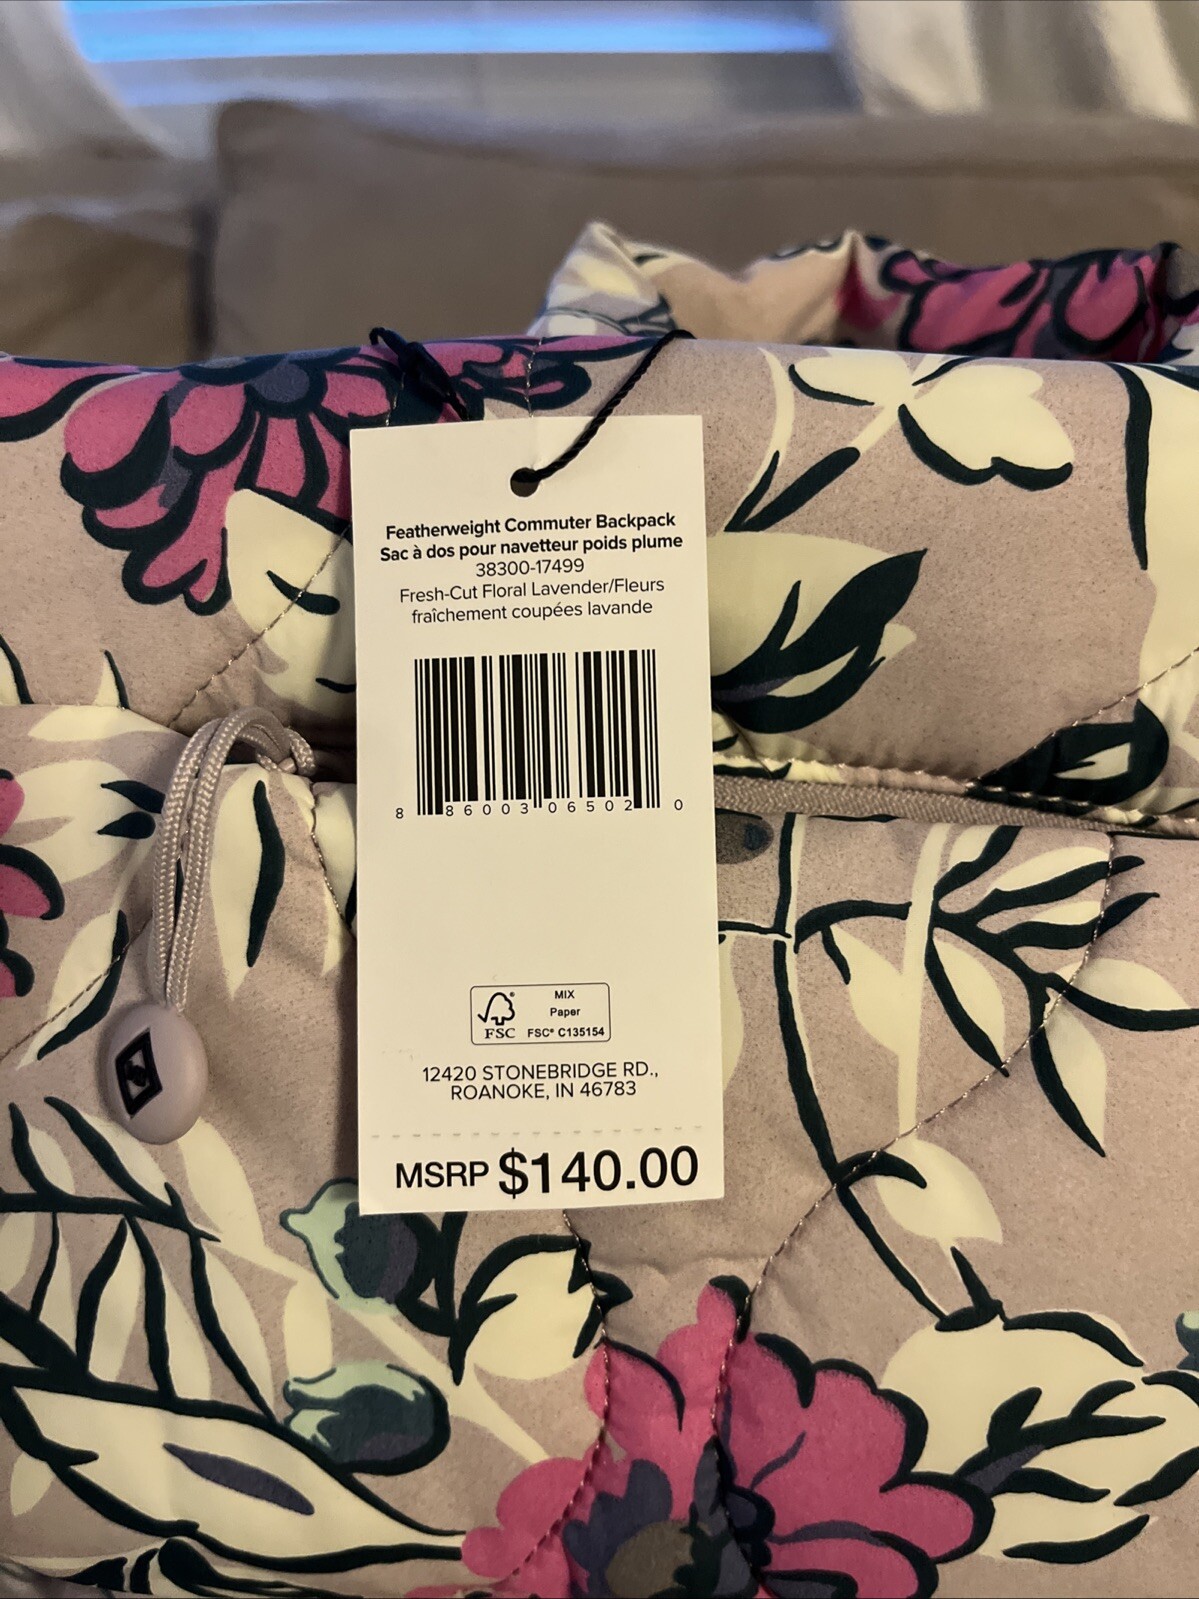 Featherweight Commuter Backpack
Sac à dos pour navetteur poids plume
38300-17499
Fresh-Cut Floral Lavender/Fleurs
fraîchement coupées lavande
8 86003 06502 0
MIX
Paper
FSC® C135154
FSC
12420 STONEBRIDGE RD.,
ROANOKE, IN 46783
MSRP $140.00